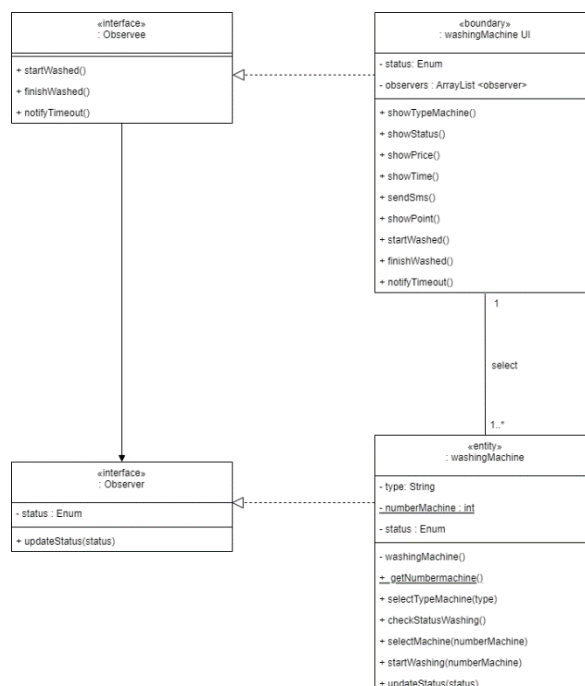 «interface»
: Observee
+ startWashed()
+ finishWashed()
+ notifyTimeout()
«boundary»
: washingMachine UI
- status: Enum
- observers : ArrayList <observer>
+ showTypeMachine()
+ showStatus()
+ showPrice()
+ showTime()
+ sendSms()
+ showPoint()
+ startWashed()
+ finishWashed()
+ notifyTimeout()
1
select
1..*
«interface»
: Observer
- status : Enum
+ updateStatus(status)
«entity»
: washingMachine
- type: String
- numberMachine : int
- status : Enum
- washingMachine()
+ getNumbermachine()
+ selectTypeMachine(type)
+ checkStatusWashing()
+ selectMachine(numberMachine)
+ startWashing(numberMachine)
+ updateStatus(status)